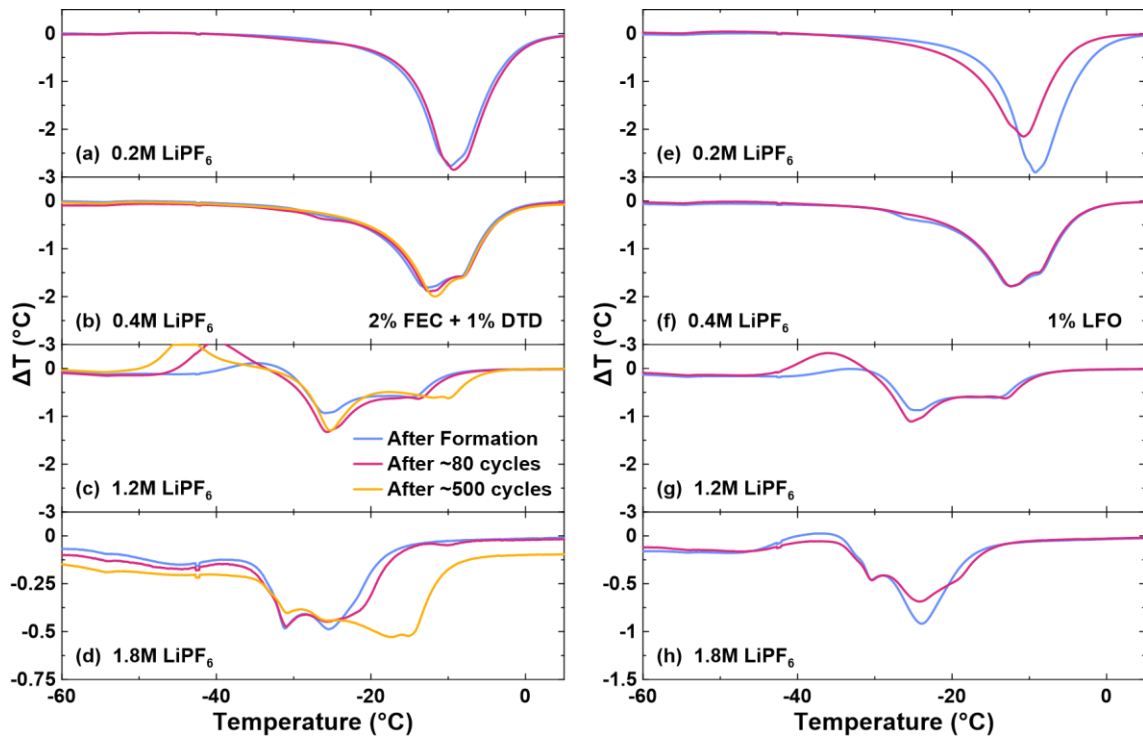 0
-1
-2
-3
(a) 0.2M LiPF6
0
-1
-2
-3
(b) 0.4M LiPF6 2% FEC + 1% DTD
0
-1
-2
-3
After Formation
After ~80 cycles
After ~500 cycles
(c) 1.2M LiPF6
0
-0.25
-0.5
-0.75
(d) 1.8M LiPF6
-60 -40 -20 0
Temperature (°C)
ΔT (°C)
0
-1
-2
-3
(e) 0.2M LiPF6
0
-1
-2
-3
(f) 0.4M LiPF6 1% LFO
0
-1
-2
-3
(g) 1.2M LiPF6
0
-0.5
-1
-1.5
(h) 1.8M LiPF6
-60 -40 -20 0
Temperature (°C)
ΔT (°C)